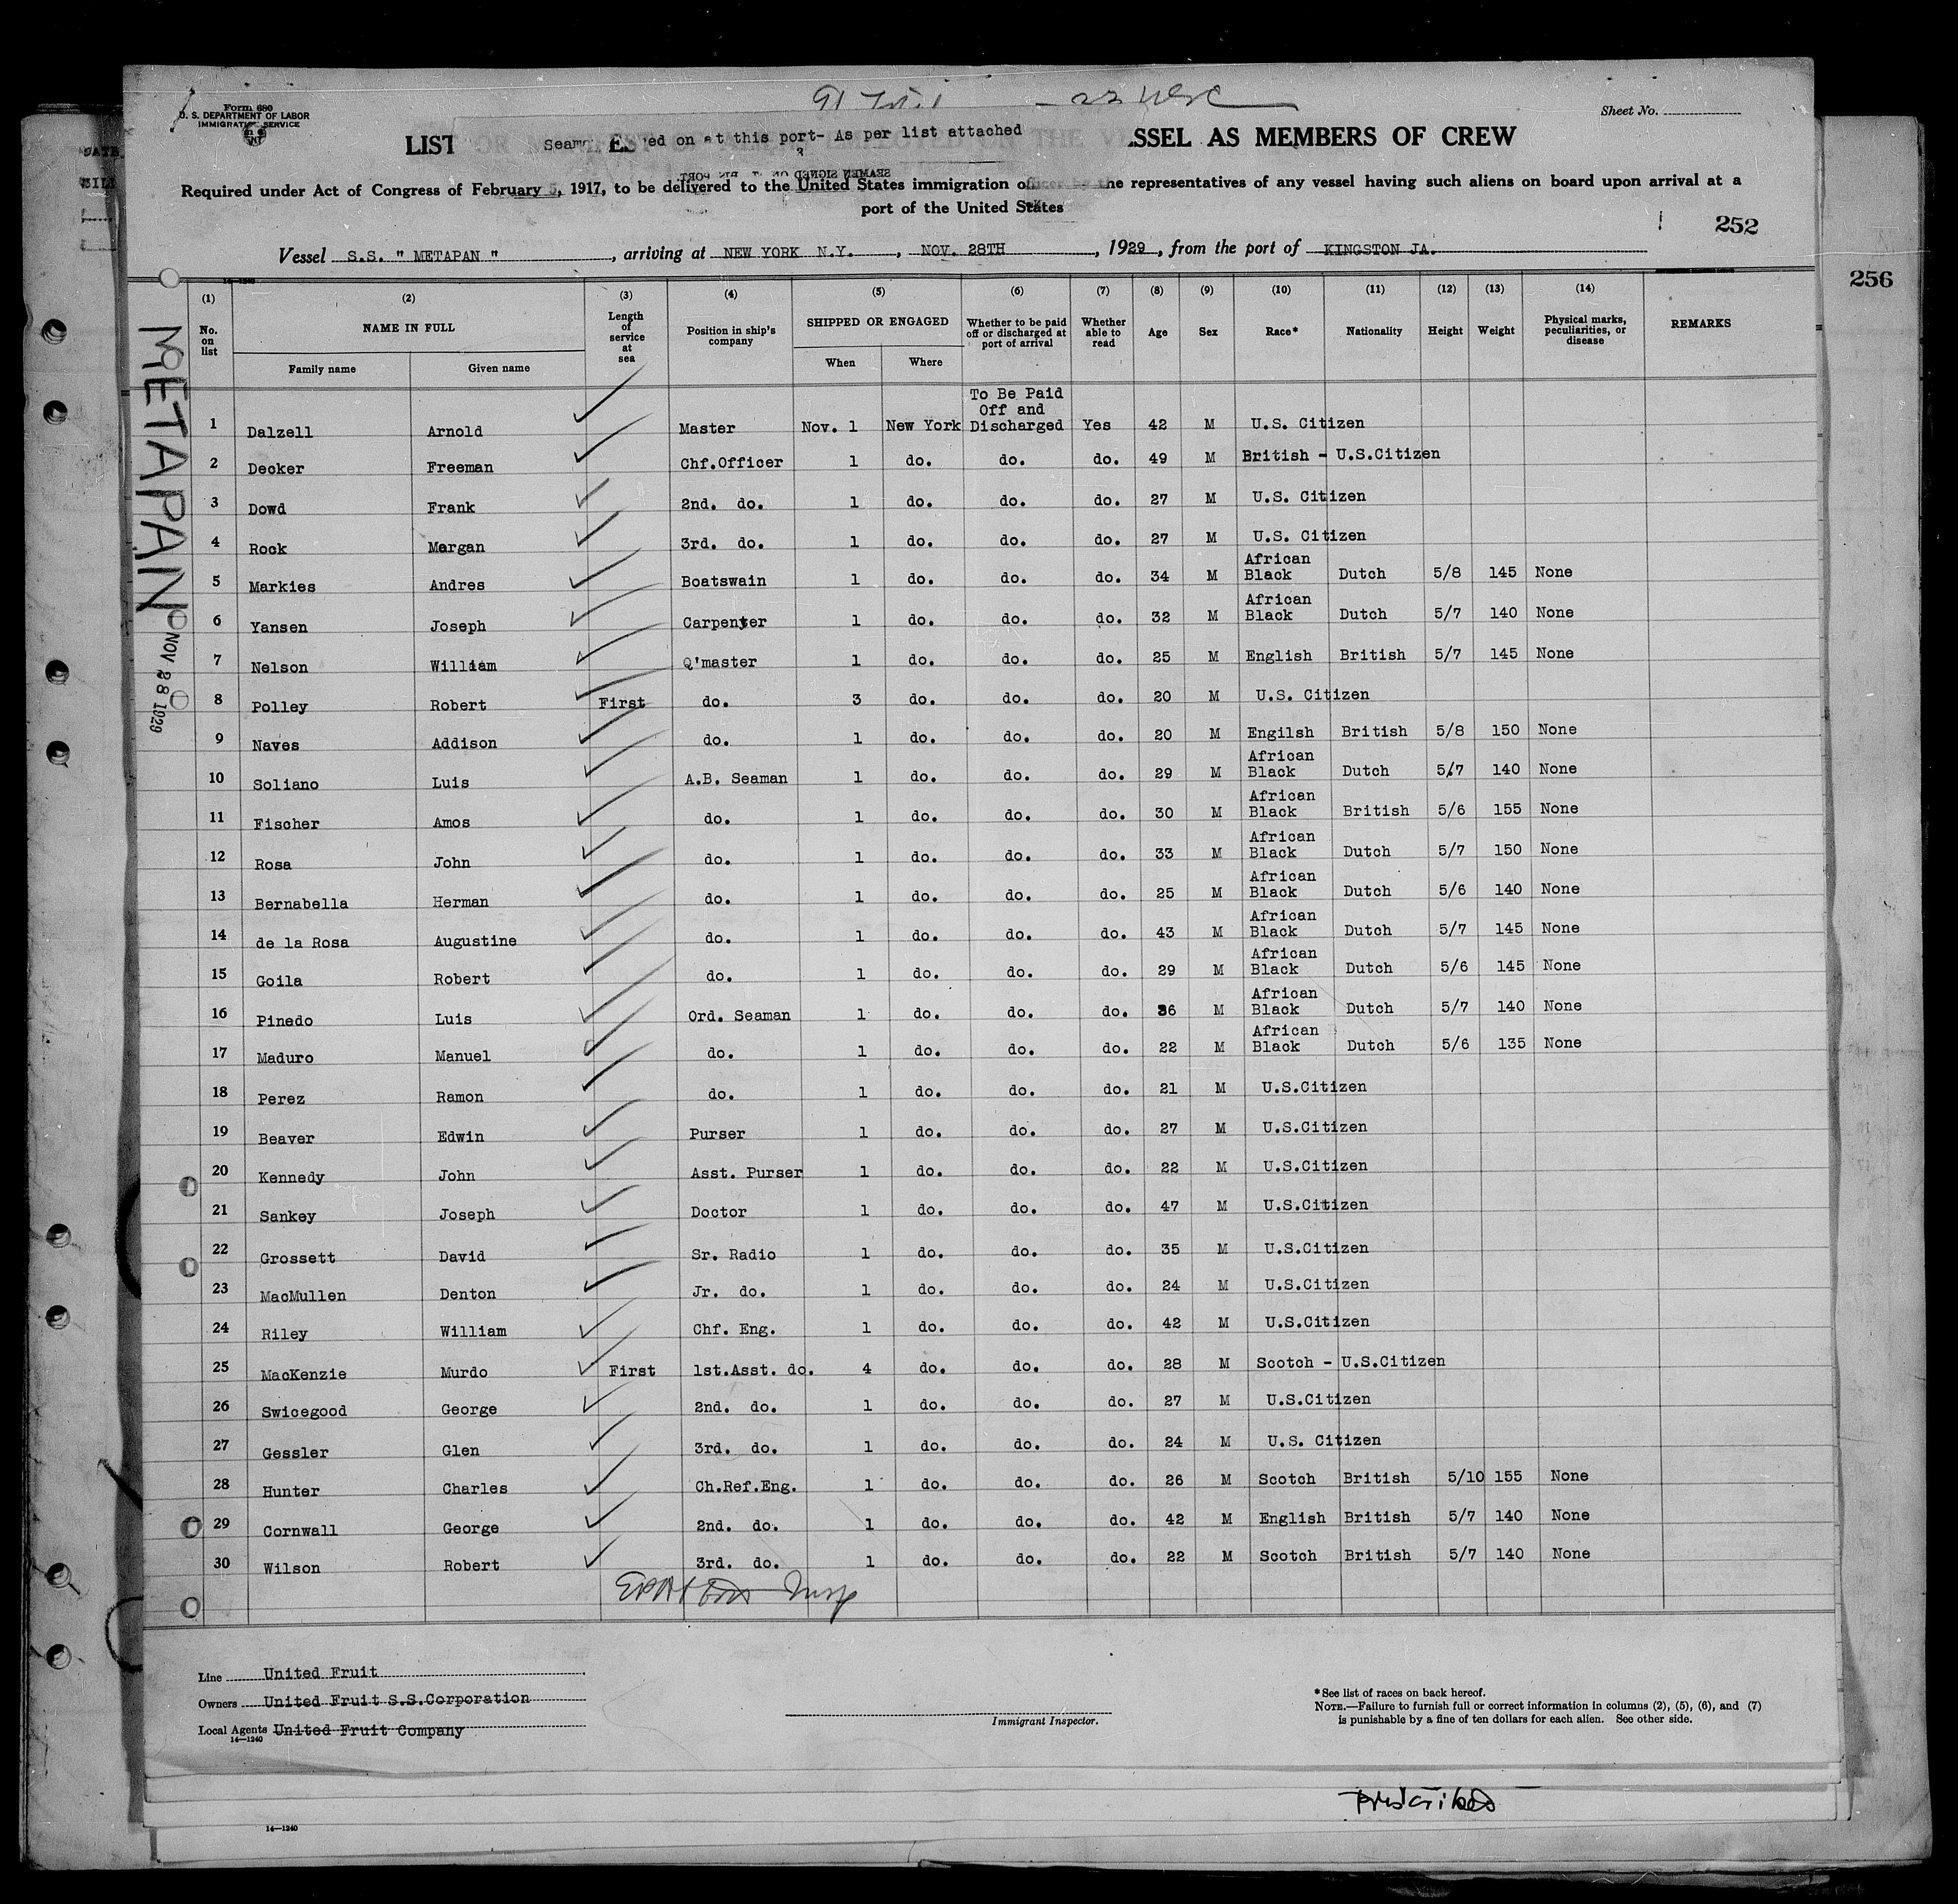 Form 680
U. S. DEPARTMENT OF LABOR
IMMIGRATION SERVICE
Sheet No.
Seamen ed on at this port- As per list attached
LIST ESSEL AS MEMBERS OF CREW
SEAMEN SIGNED ON PORT
Required under Act of Congress of February 5, 1917, to be delivered to the United States immigration officer the representatives of any vessel having such aliens on board upon arrival at a
port of the United States
252
256
Vessel S.S. " METAPAN ", arriving at NEW YORK N.Y., NOV. 28TH, 1929, from the port of KINGSTON JA.
14-1240
METAPAN
NOV 28 1929
(1) (2) (3) (4) (5) (6) (7) (8) (9) (10) (11) (12) (13) (14)
No. on list NAME IN FULL Family name Given name Length of service at sea Position in ship's company SHIPPED OR ENGAGED When Where Whether to be paid off or discharged at port of arrival Whether able to read Age Sex Race* Nationality Height Weight Physical marks, peculiarities, or disease REMARKS
1 Dalzell Arnold Master Nov. 1 New York To Be Paid Off and Discharged Yes 42 M U.S. Citizen
2 Decker Freeman Chf.Officer 1 do. do. do. 49 M British - U.S.Citizen
3 Dowd Frank 2nd. do. 1 do. do. do. 27 M U.S. Citizen
4 Rock Morgan 3rd. do. 1 do. do. do. 27 M U.S. Citizen
5 Markies Andres Boatswain 1 do. do. do. 34 M African Black Dutch 5/8 145 None
6 Yansen Joseph Carpenter 1 do. do. do. 32 M African Black Dutch 5/7 140 None
7 Nelson William Q'master 1 do. do. do. 25 M English British 5/7 145 None
8 Polley Robert First do. 3 do. do. do. 20 M U.S. Citizen
9 Naves Addison do. 1 do. do. do. 20 M Engilsh British 5/8 150 None
10 Soliano Luis A.B. Seaman 1 do. do. do. 29 M African Black Dutch 5/7 140 None
11 Fischer Amos do. 1 do. do. do. 30 M African Black British 5/6 155 None
12 Rosa John do. 1 do. do. do. 33 M African Black Dutch 5/7 150 None
13 Bernabella Herman do. 1 do. do. do. 25 M African Black Dutch 5/6 140 None
14 de la Rosa Augustine do. 1 do. do. do. 43 M African Black Dutch 5/7 145 None
15 Goila Robert do. 1 do. do. do. 29 M African Black Dutch 5/6 145 None
16 Pinedo Luis Ord. Seaman 1 do. do. do. 36 M African Black Dutch 5/7 140 None
17 Maduro Manuel do. 1 do. do. do. 22 M African Black Dutch 5/6 135 None
18 Perez Ramon do. 1 do. do. do. 21 M U.S.Citizen
19 Beaver Edwin Purser 1 do. do. do. 27 M U.S.Citizen
20 Kennedy John Asst. Purser 1 do. do. do. 22 M U.S.Citizen
21 Sankey Joseph Doctor 1 do. do. do. 47 M U.S.Citizen
22 Grossett David Sr. Radio 1 do. do. do. 35 M U.S.Citizen
23 MacMullen Denton Jr. do. 1 do. do. do. 24 M U.S.Citizen
24 Riley William Chf. Eng. 1 do. do. do. 42 M U.S.Citizen
25 MacKenzie Murdo First 1st.Asst. do. 4 do. do. do. 28 M Scotch - U.S.Citizen
26 Swicegood George 2nd. do. 1 do. do. do. 27 M U.S.Citizen
27 Gessler Glen 3rd. do. 1 do. do. do. 24 M U.S. Citizen
28 Hunter Charles Ch.Ref.Eng. 1 do. do. do. 26 M Scotch British 5/10 155 None
29 Cornwall George 2nd. do. 1 do. do. do. 42 M English British 5/7 140 None
30 Wilson Robert 3rd. do. 1 do. do. do. 22 M Scotch British 5/7 140 None
Line United Fruit
Owners United Fruit S.S.Corporation
Local Agents United Fruit Company
14-1240
Immigrant Inspector.
*See list of races on back hereof.
NOTE.—Failure to furnish full or correct information in columns (2), (5), (6), and (7)
is punishable by a fine of ten dollars for each alien. See other side.
14-1240